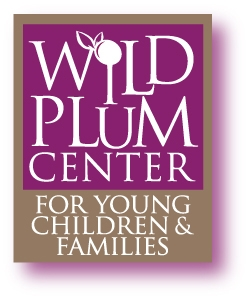 WILD
PLUM
CENTER
FOR YOUNG
CHILDREN &
FAMILIES